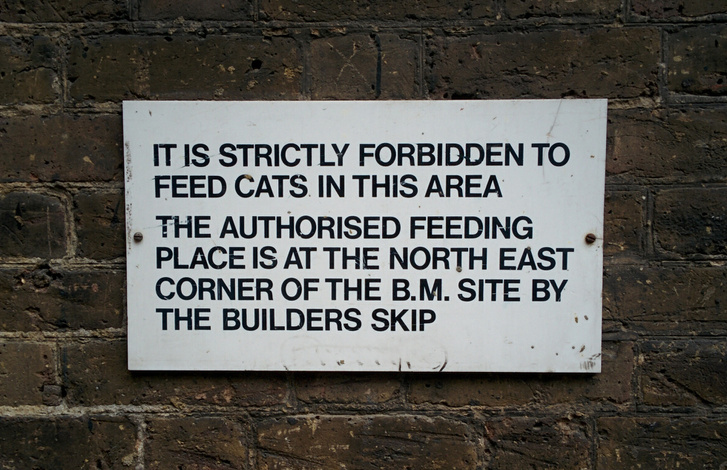 IT IS STRICTLY FORBIDDEN TO
FEED CATS IN THIS AREA
THE AUTHORISED FEEDING
PLACE IS AT THE NORTH EAST
CORNER OF THE B.M. SITE BY
THE BUILDERS SKIP